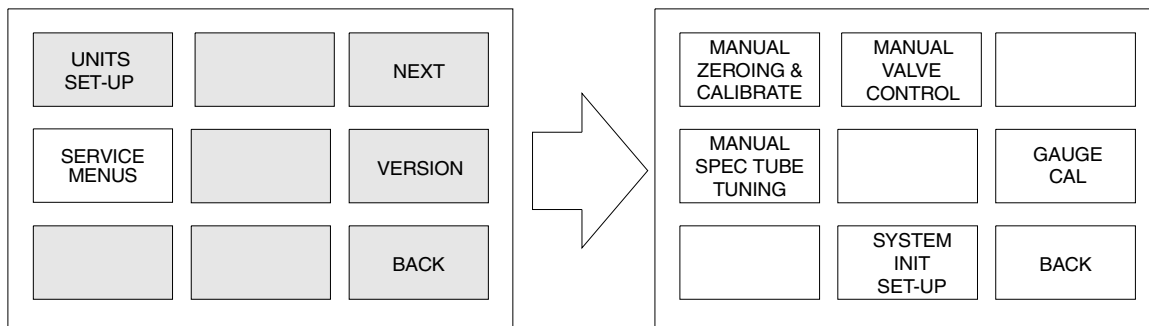 UNITS
SET-UP
NEXT
SERVICE
MENUS
VERSION
BACK
MANUAL
ZEROING &
CALIBRATE
MANUAL
VALVE
CONTROL
MANUAL
SPEC TUBE
TUNING
GAUGE
CAL
SYSTEM
INIT
SET-UP
BACK